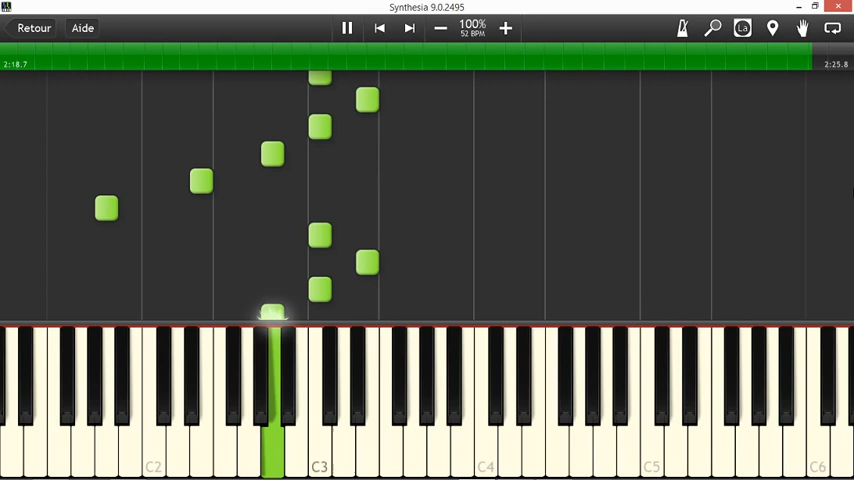 Synthesia 9.0.2495
Retour
Aide
100%
52 BPM
La
2:18.7
2:25.8
C2
C3
C4
C5
C6